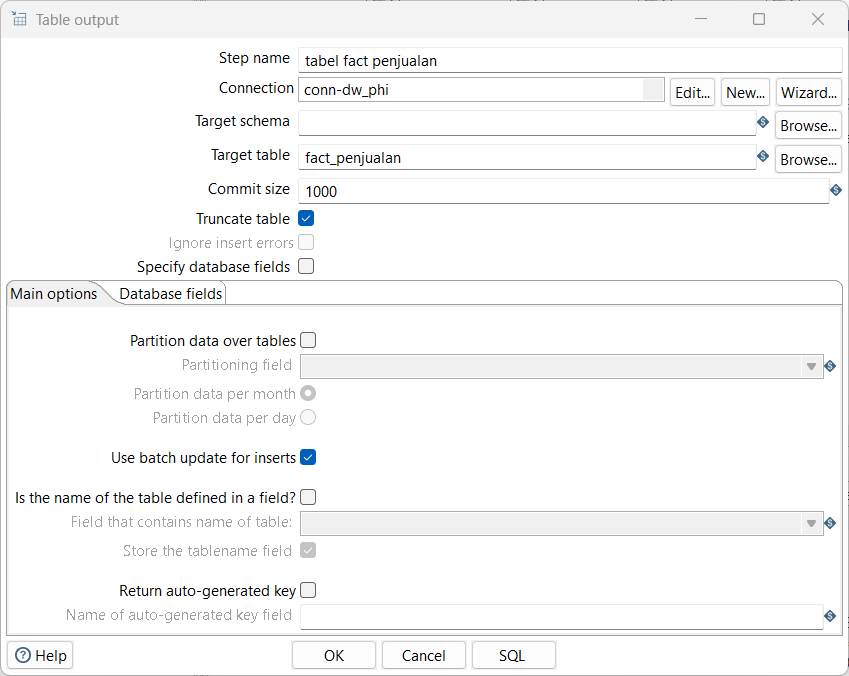 Table output
Step name tabel fact penjualan
Connection conn-dw_phi Edit... New... Wizard...
Target schema Browse...
Target table fact_penjualan Browse...
Commit size 1000
Truncate table
Ignore insert errors
Specify database fields
Main options Database fields
Partition data over tables
Partitioning field
Partition data per month
Partition data per day
Use batch update for inserts
Is the name of the table defined in a field?
Field that contains name of table:
Store the tablename field
Return auto-generated key
Name of auto-generated key field
Help OK Cancel SQL